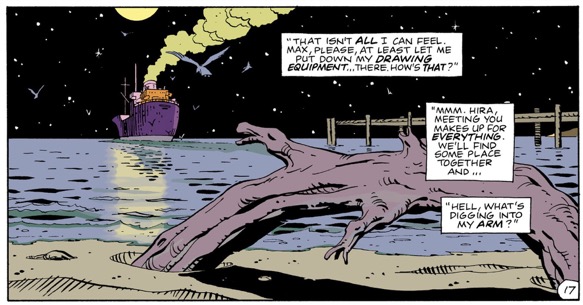 "THAT ISN'T ALL I CAN FEEL.
MAX, PLEASE, AT LEAST LET ME
PUT DOWN MY DRAWING
EQUIPMENT...THERE. HOW'S THAT?"
"MMM. HIRA,
MEETING YOU
MAKES UP FOR
EVERYTHING.
WE'LL FIND
SOME PLACE
TOGETHER
AND...
"HELL, WHAT'S
DIGGING INTO
MY ARM?"
17